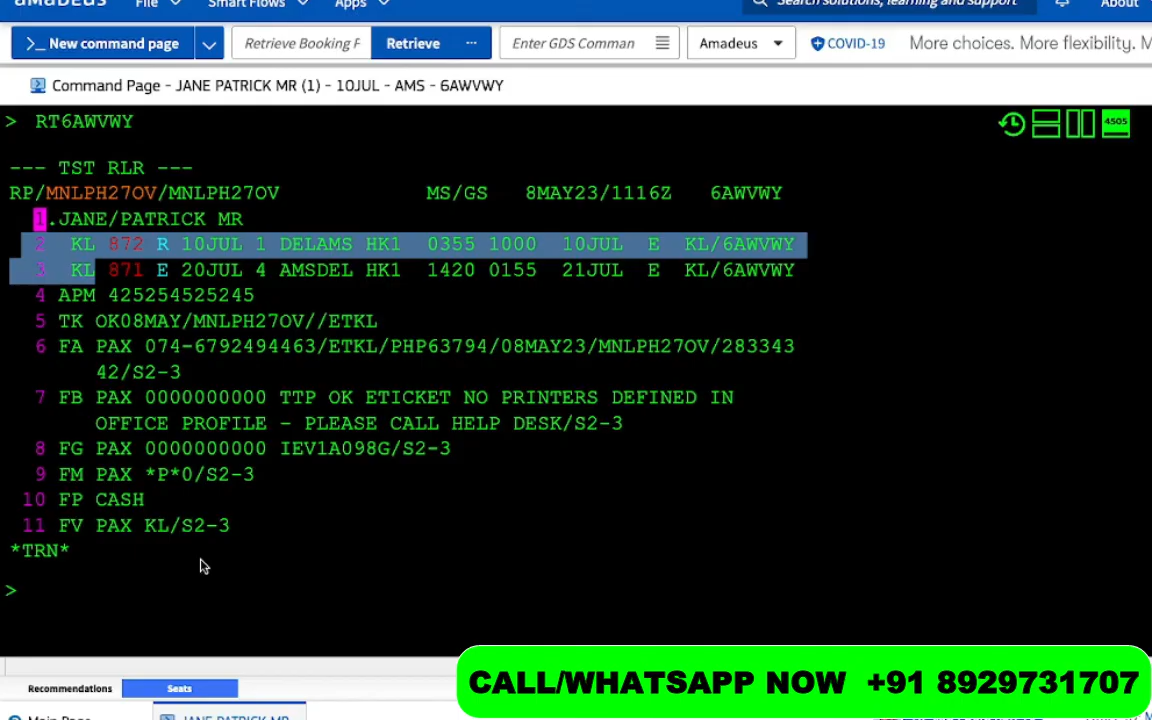 amadeus File Smart Flows Apps Search solutions, learning and support About
>_ New command page Retrieve Booking F Retrieve ... Enter GDS Comman Amadeus COVID-19 More choices. More flexibility.
Command Page - JANE PATRICK MR (1) - 10JUL - AMS - 6AWVWY
> RT6AWVWY
4505
--- TST RLR ---
RP/MNLPH27OV/MNLPH27OV MS/GS 8MAY23/1116Z 6AWVWY
1.JANE/PATRICK MR
2 KL 872 R 10JUL 1 DELAMS HK1 0355 1000 10JUL E KL/6AWVWY
3 KL 871 E 20JUL 4 AMSDEL HK1 1420 0155 21JUL E KL/6AWVWY
4 APM 425254525245
5 TK OK08MAY/MNLPH27OV//ETKL
6 FA PAX 074-6792494463/ETKL/PHP63794/08MAY23/MNLPH27OV/283343
42/S2-3
7 FB PAX 0000000000 TTP OK ETICKET NO PRINTERS DEFINED IN
OFFICE PROFILE - PLEASE CALL HELP DESK/S2-3
8 FG PAX 0000000000 IEV1A098G/S2-3
9 FM PAX *P*0/S2-3
10 FP CASH
11 FV PAX KL/S2-3
*TRN*
>
CALL/WHATSAPP NOW +91 8929731707
Recommendations Seats
Main Page JANE PATRICK MR